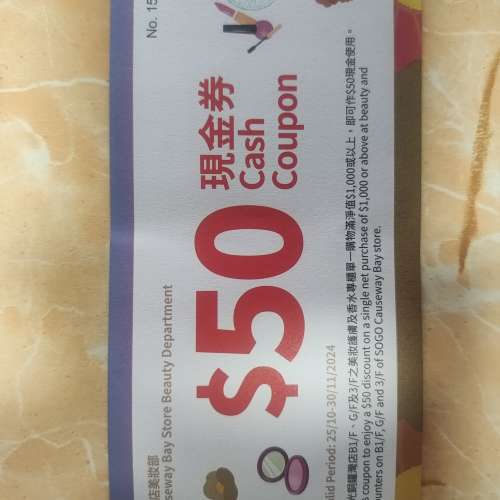 No. 15
店美妝部
Causeway Bay Store Beauty Department
$50
現金券
Cash
Coupon
Valid Period: 25/10-30/11/2024
光銅鑼灣店B1/F、G/F及3/F之美妝護膚及香水專櫃單一購物滿淨值$1,000或以上，即可作$50現金使用。
coupon to enjoy a $50 discount on a single net purchase of $1,000 or above at beauty and
counters on B1/F, G/F and 3/F of SOGO Causeway Bay store.